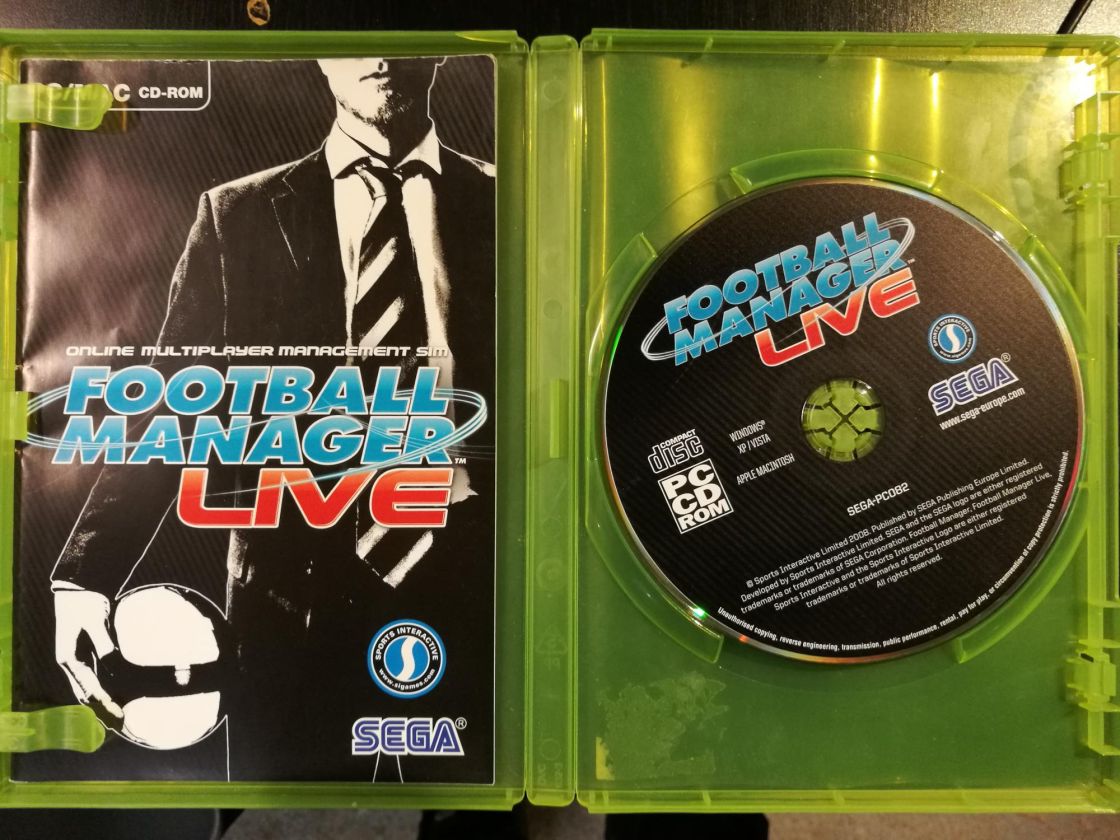 CD-ROM
ONLINE MULTIPLAYER MANAGEMENT SIM
FOOTBALL
MANAGER™
LIVE
SPORTS INTERACTIVE
www.sigames.com
SEGA®
FOOTBALL
MANAGER™
LIVE
SPORTS INTERACTIVE
www.sigames.com
SEGA®
www.sega-europe.com
COMPACT
disc
PC
CD
ROM
WINDOWS®
XP/VISTA
APPLE MACINTOSH
SEGA-PC082
© Sports Interactive Limited 2008. Published by SEGA Publishing Europe Limited.
Developed by Sports Interactive Limited. SEGA and the SEGA logo are either registered
trademarks or trademarks of SEGA Corporation. Football Manager, Football Manager Live,
Sports Interactive and the Sports Interactive Logo are either registered
trademarks or trademarks of Sports Interactive Limited.
All rights reserved.
Unauthorised copying, reverse engineering, transmission, public performance, rental, pay for play, or circumvention of copy protection is strictly prohibited.